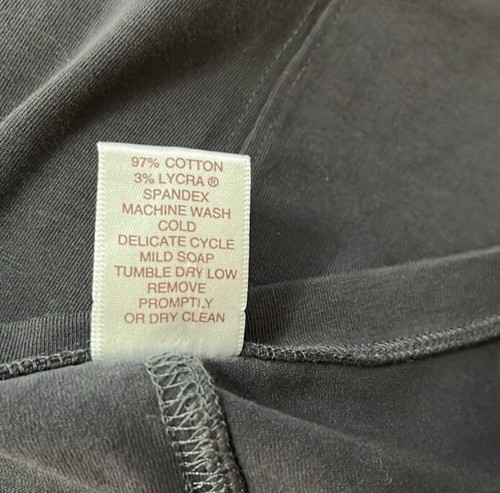 97% COTTON
3% LYCRA ®
SPANDEX
MACHINE WASH
COLD
DELICATE CYCLE
MILD SOAP
TUMBLE DRY LOW
REMOVE
PROMPTLY
OR DRY CLEAN